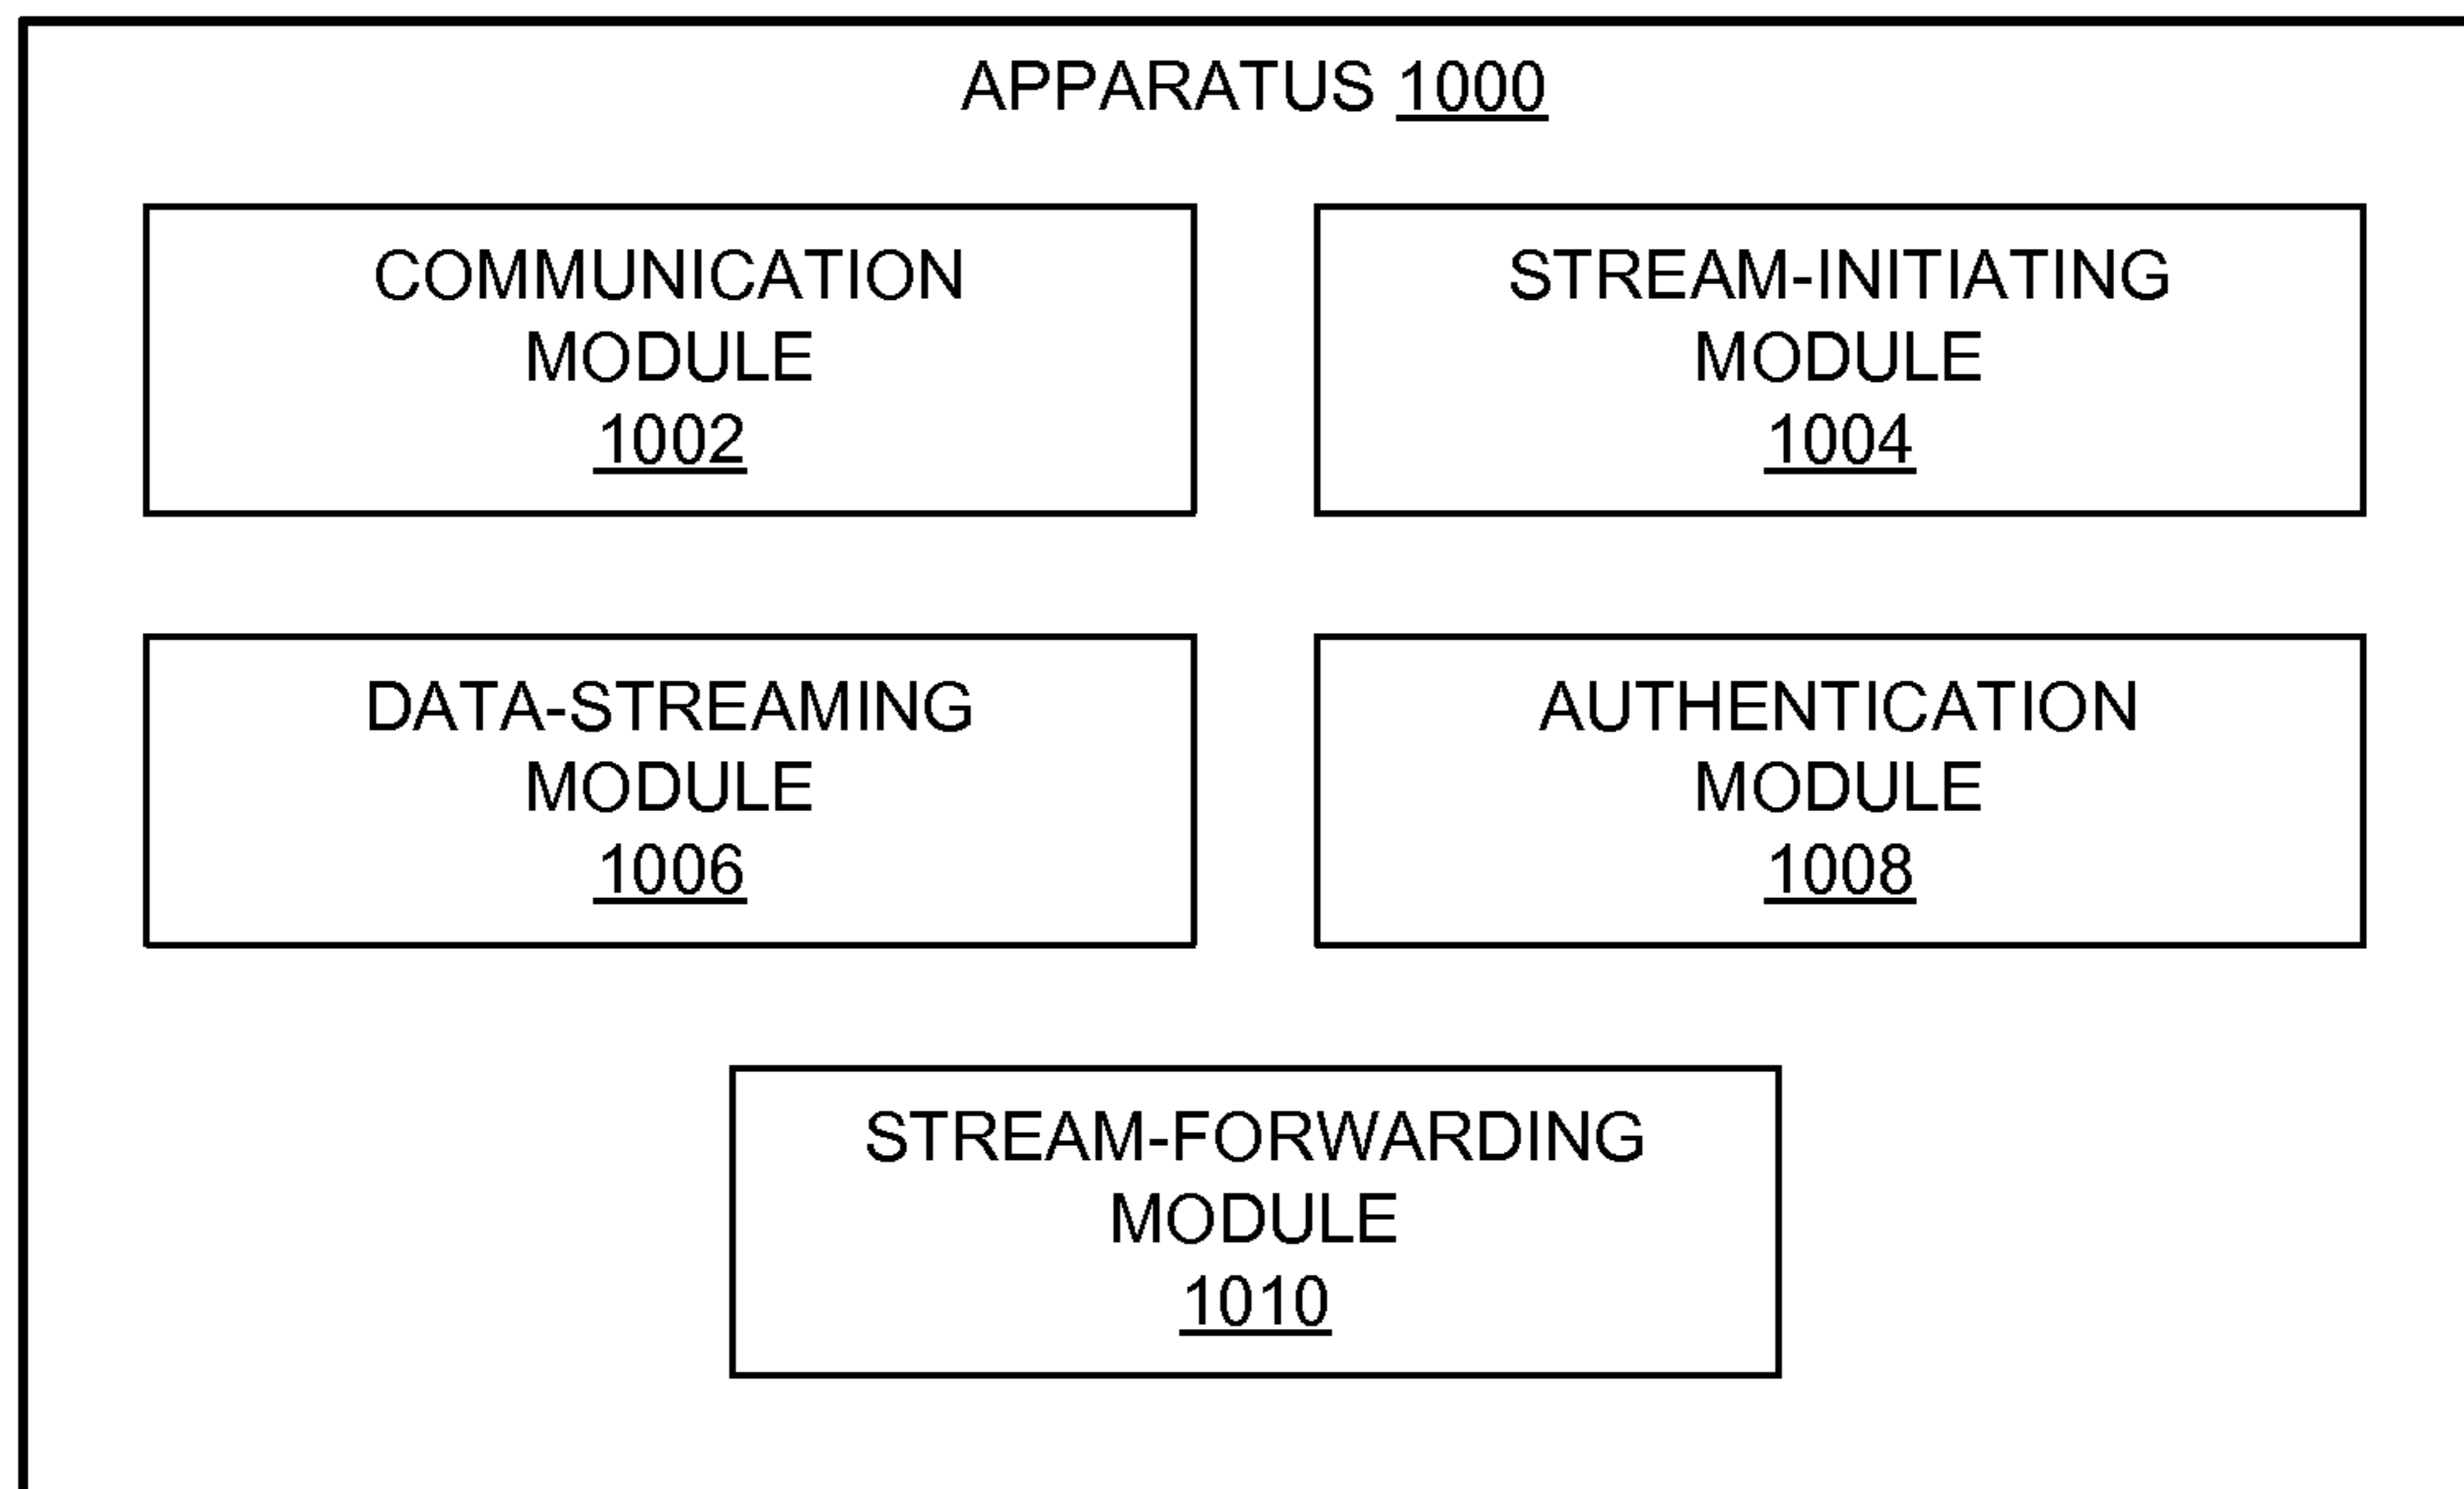 APPARATUS 1000
COMMUNICATION
MODULE
1002
STREAM-INITIATING
MODULE
1004
DATA-STREAMING
MODULE
1006
AUTHENTICATION
MODULE
1008
STREAM-FORWARDING
MODULE
1010